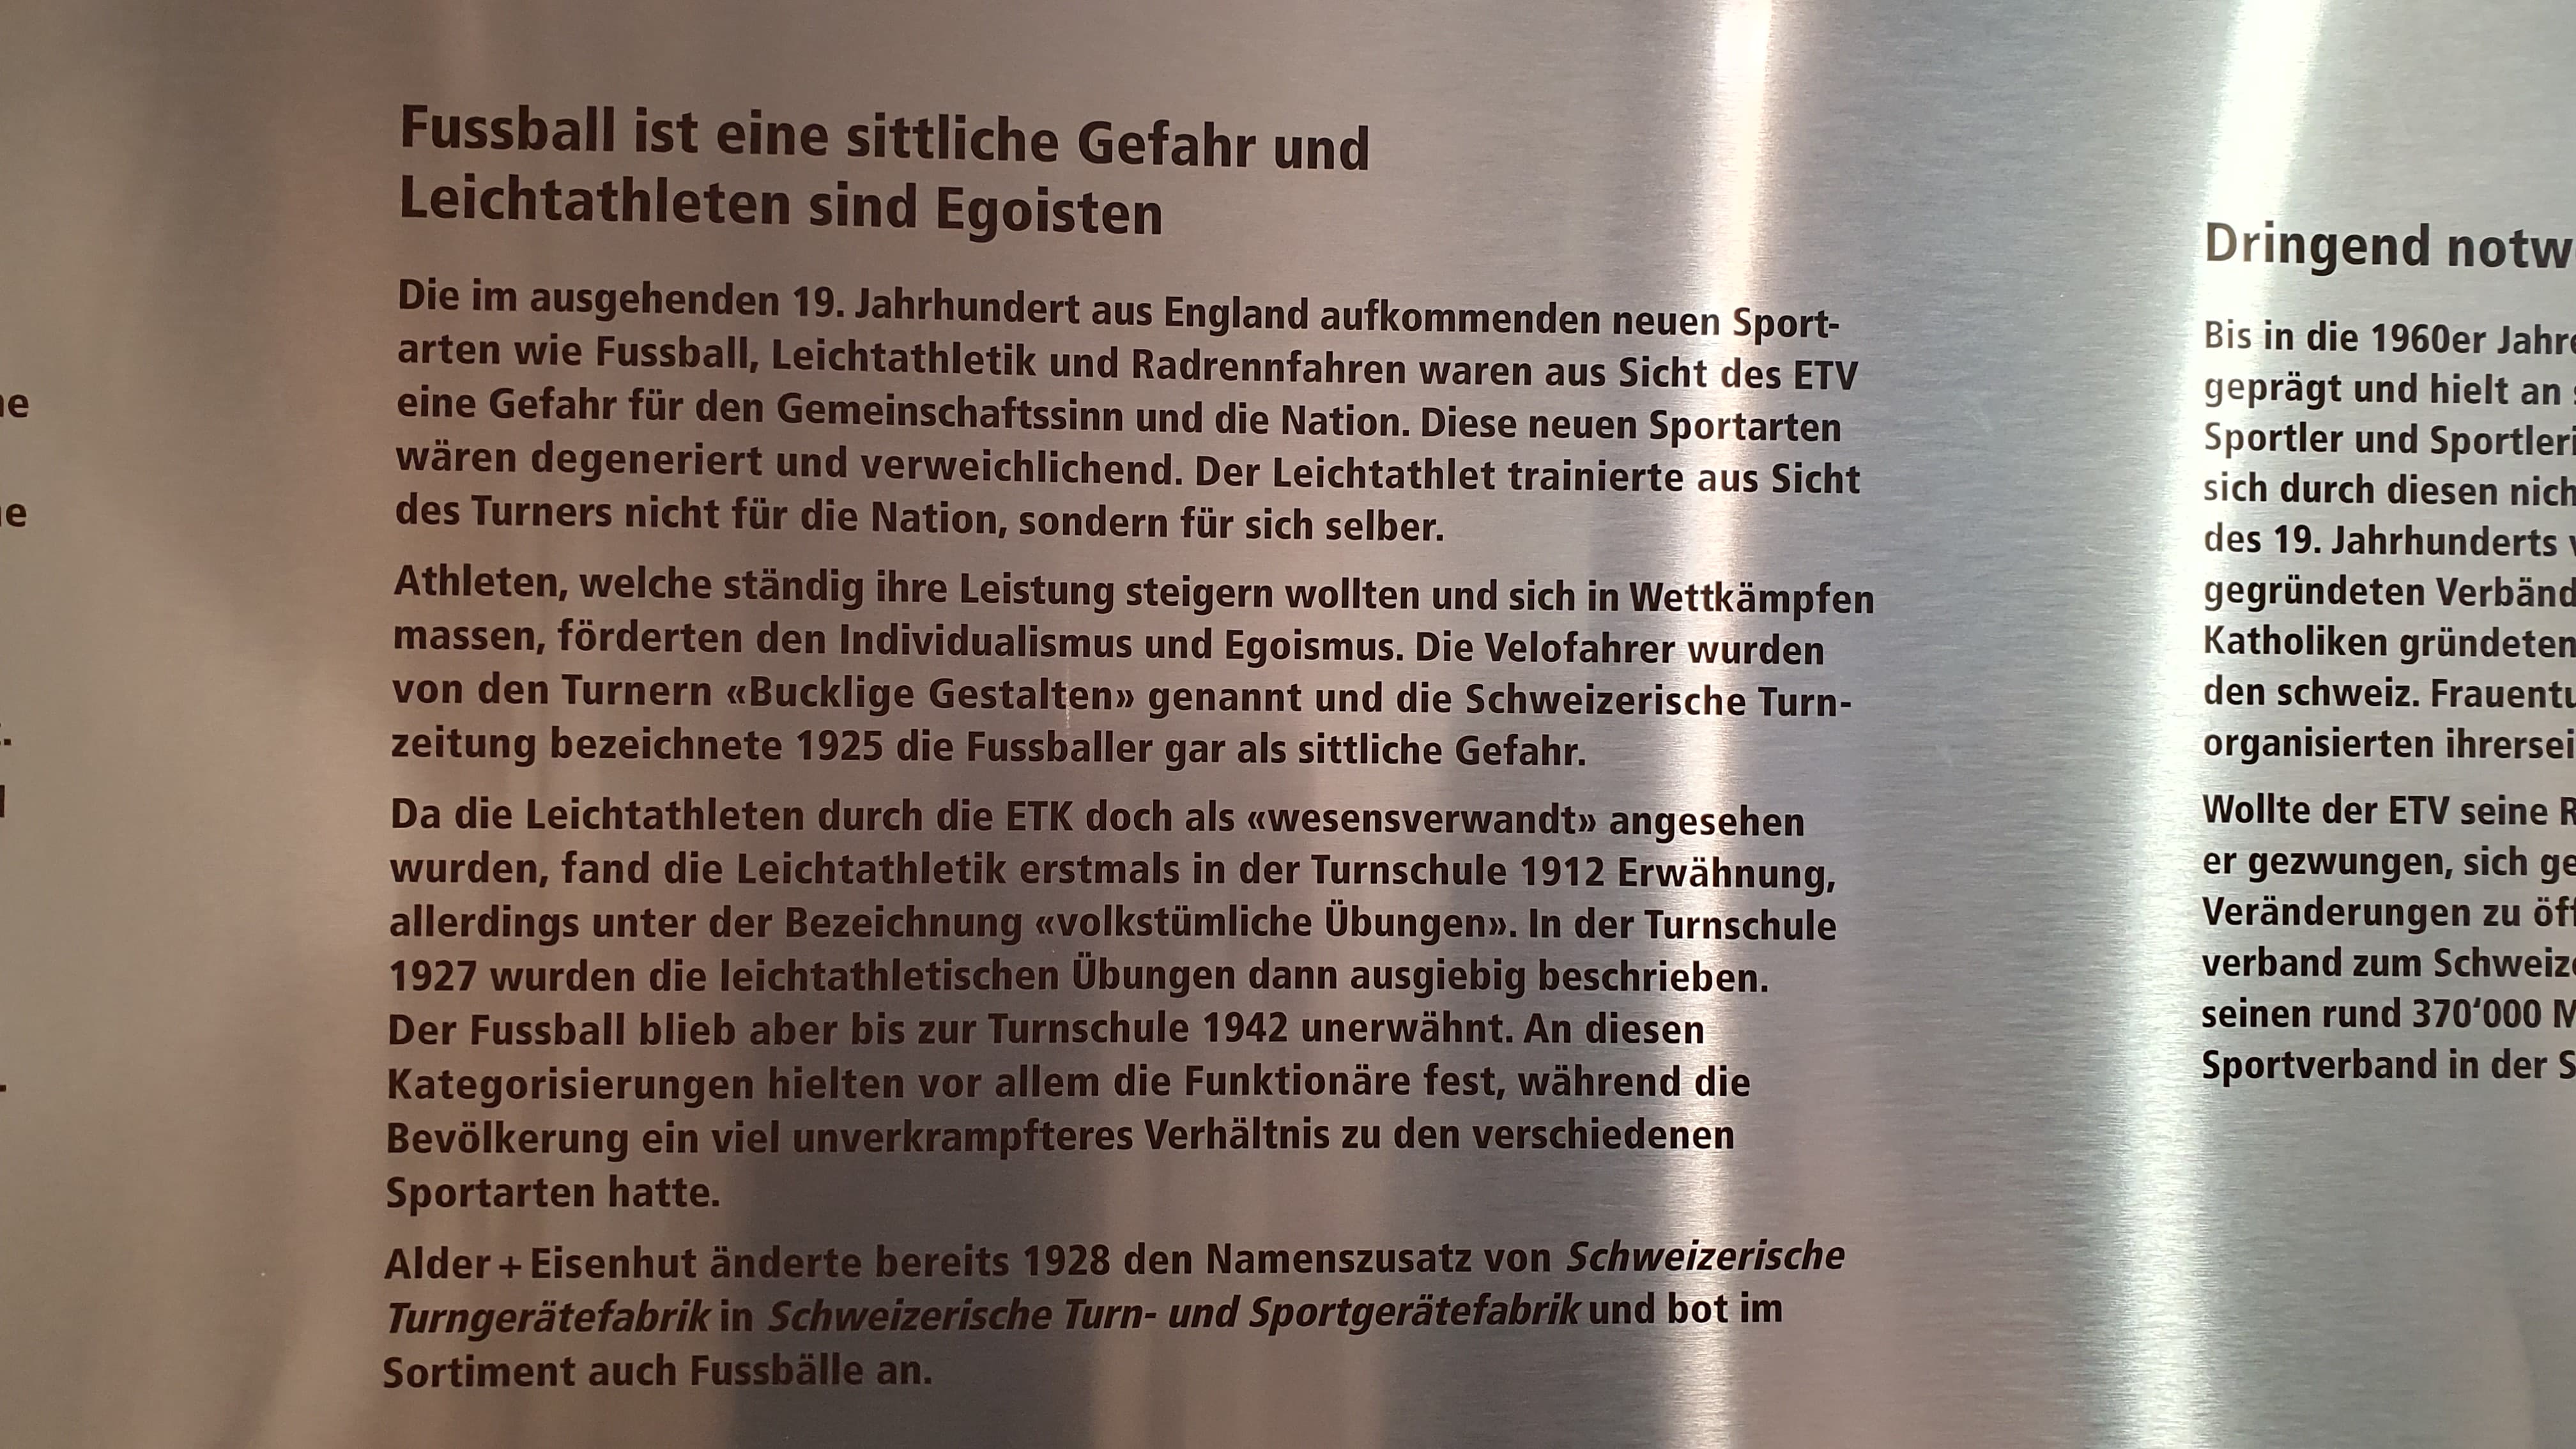 Fussball ist eine sittliche Gefahr und
Leichtathleten sind Egoisten
Die im ausgehenden 19. Jahrhundert aus England aufkommenden neuen Sport-
arten wie Fussball, Leichtathletik und Radrennfahren waren aus Sicht des ETV
eine Gefahr für den Gemeinschaftssinn und die Nation. Diese neuen Sportarten
wären degeneriert und verweichlichend. Der Leichtathlet trainierte aus Sicht
des Turners nicht für die Nation, sondern für sich selber.
Athleten, welche ständig ihre Leistung steigern wollten und sich in Wettkämpfen
massen, förderten den Individualismus und Egoismus. Die Velofahrer wurden
von den Turnern «Bucklige Gestalten» genannt und die Schweizerische Turn-
zeitung bezeichnete 1925 die Fussballer gar als sittliche Gefahr.
Da die Leichtathleten durch die ETK doch als «wesensverwandt» angesehen
wurden, fand die Leichtathletik erstmals in der Turnschule 1912 Erwähnung,
allerdings unter der Bezeichnung «volkstümliche Übungen». In der Turnschule
1927 wurden die leichtathletischen Übungen dann ausgiebig beschrieben.
Der Fussball blieb aber bis zur Turnschule 1942 unerwähnt. An diesen
Kategorisierungen hielten vor allem die Funktionäre fest, während die
Bevölkerung ein viel unverkrampfteres Verhältnis zu den verschiedenen
Sportarten hatte.
Alder + Eisenhut änderte bereits 1928 den Namenszusatz von Schweizerische
Turngerätefabrik in Schweizerische Turn- und Sportgerätefabrik und bot im
Sortiment auch Fussbälle an.
Dringend
Bis in die 1960er
geprägt und hielt an
Sportler und
sich durch diesen
des 19. Jahrhunderts
gegründeten
Katholiken gründeten
den schweiz.
organisierten
Wollte der ETV seine
er gezwungen, sich
Veränderungen zu
verband zum
seinen rund 370‘000
Sportverband in der